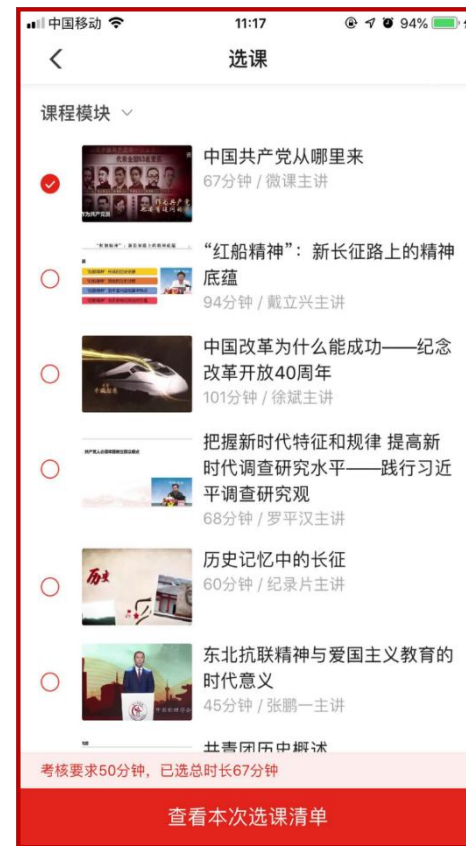 中国移动
11:17
94%
选课
课程模块
中国共产党从哪里来
67分钟 / 微课主讲
“红船精神”：新长征路上的精神
底蕴
94分钟 / 戴立兴主讲
中国改革为什么能成功——纪念
改革开放40周年
101分钟 / 徐斌主讲
把握新时代特征和规律 提高新
时代调查研究水平——践行习近
平调查研究观
68分钟 / 罗平汉主讲
历史
历史记忆中的长征
60分钟 / 纪录片主讲
东北抗联精神与爱国主义教育的
时代意义
45分钟 / 张鹏一主讲
共青团历史概述
考核要求50分钟，已选总时长67分钟
查看本次选课清单